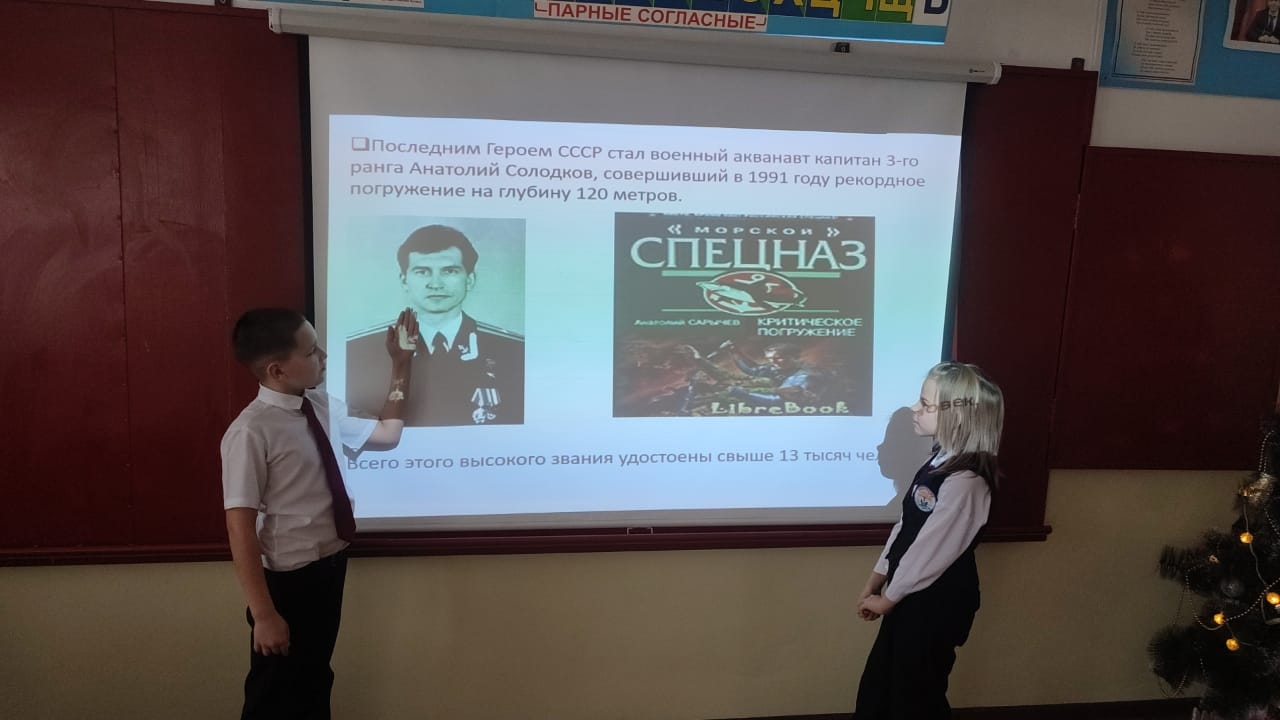 ПАРНЫЕ СОГЛАСНЫЕ
❑Последним Героем СССР стал военный акванавт капитан 3-го
ранга Анатолий Солодков, совершивший в 1991 году рекордное
погружение на глубину 120 метров.
« МОРСКОЙ »
СПЕЦНАЗ
Анатолий САРЫЧЕВ
КРИТИЧЕСКОЕ
ПОГРУЖЕНИЕ
LibreBook
Всего этого высокого звания удостоены свыше 13 тысяч человек.